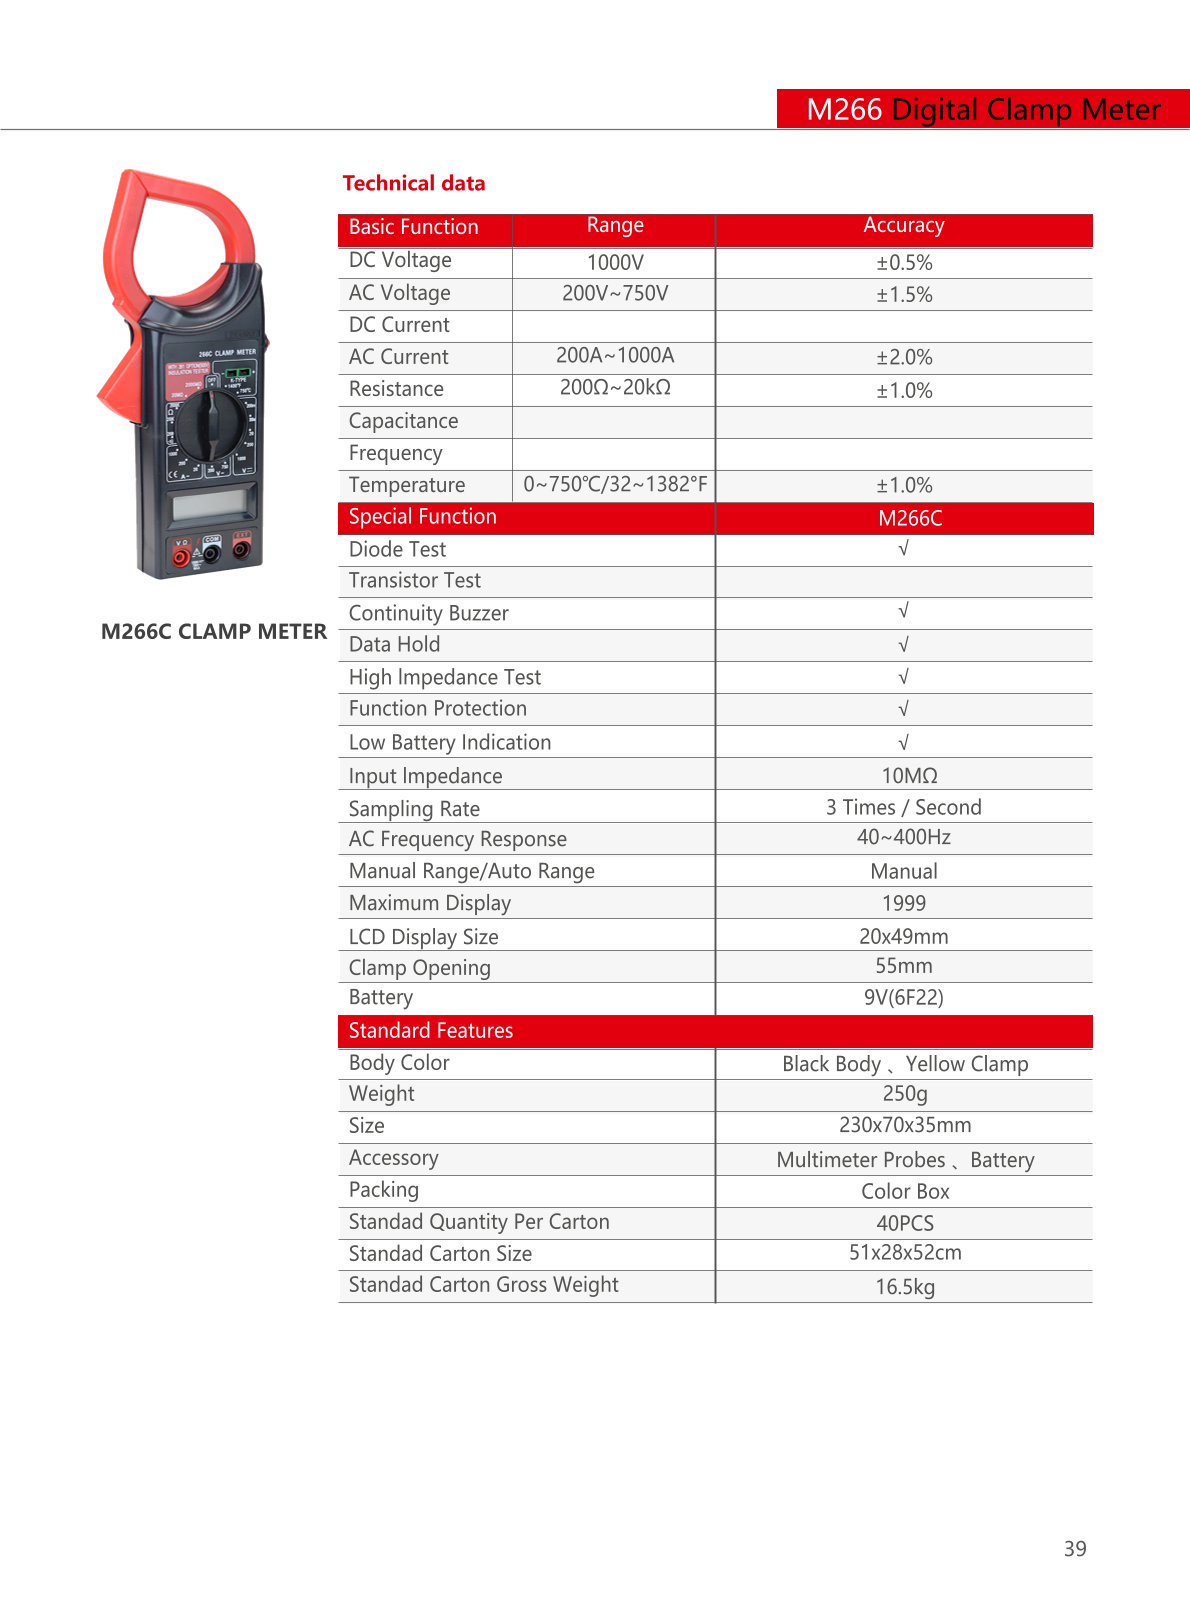 M266 Digital Clamp Meter
Technical data
Basic Function Range Accuracy
DC Voltage 1000V ±0.5%
AC Voltage 200V~750V ±1.5%
DC Current
AC Current 200A~1000A ±2.0%
Resistance 200Ω~20kΩ ±1.0%
Capacitance
Frequency
Temperature 0~750℃/32~1382°F ±1.0%
Special Function M266C
Diode Test √
Transistor Test
Continuity Buzzer √
Data Hold √
High Impedance Test √
Function Protection √
Low Battery Indication √
Input Impedance 10MΩ
Sampling Rate 3 Times / Second
AC Frequency Response 40~400Hz
Manual Range/Auto Range Manual
Maximum Display 1999
LCD Display Size 20x49mm
Clamp Opening 55mm
Battery 9V(6F22)
Standard Features
Body Color Black Body 、Yellow Clamp
Weight 250g
Size 230x70x35mm
Accessory Multimeter Probes 、Battery
Packing Color Box
Standad Quantity Per Carton 40PCS
Standad Carton Size 51x28x52cm
Standad Carton Gross Weight 16.5kg
266C CLAMP METER
OFF
K-TYPE
COM
M266C CLAMP METER
39